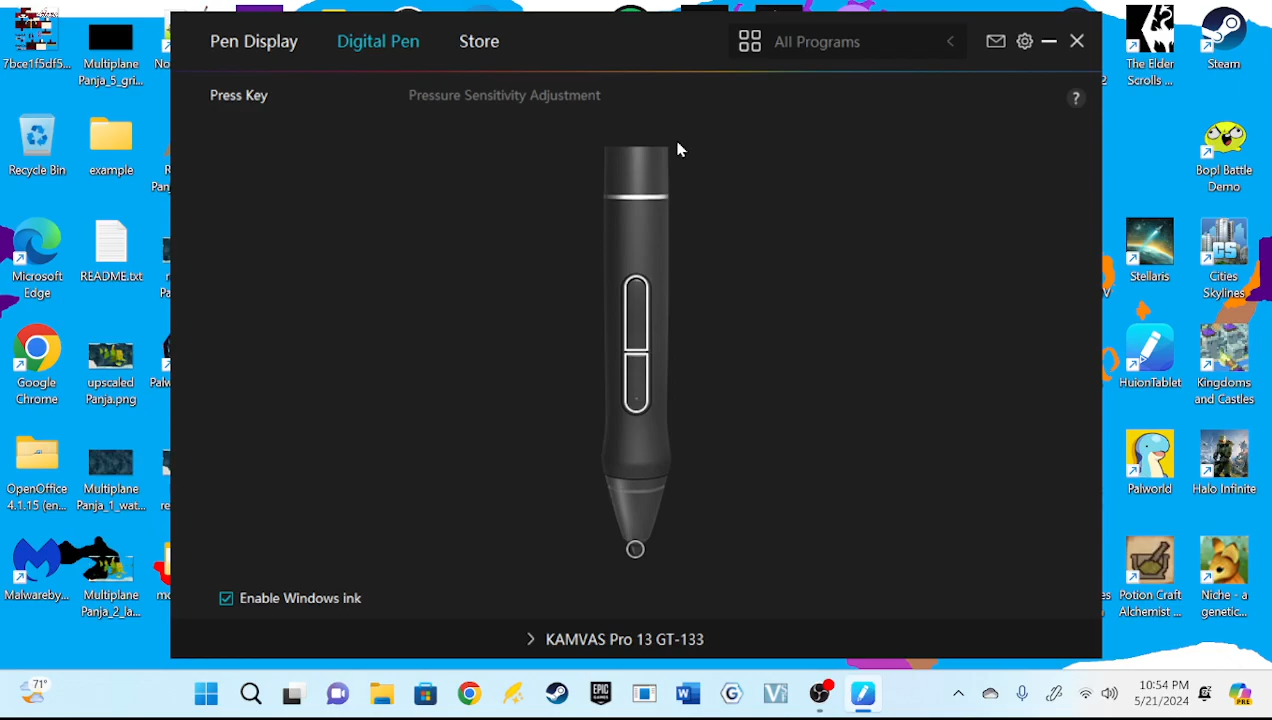 Pen Display
Digital Pen
Store
All Programs
Press Key
Pressure Sensitivity Adjustment
?
Enable Windows ink
KAMVAS Pro 13 GT-133
7bce1f5df5...
Multiplane
Panja_5_gri...
Recycle Bin
example
Microsoft
Edge
README.txt
Google
Chrome
upscaled
Panja.png
OpenOffice
4.1.15 (en...
Multiplane
Panja_1_wat...
Malwareby...
Multiplane
Panja_2_la...
The Elder
Scrolls ...
Steam
Bopl Battle
Demo
Stellaris
Cities
Skylines
HuionTablet
Kingdoms
and Castles
Palworld
Halo Infinite
Potion Craft
Alchemist ...
Niche - a
genetic...
71°
10:54 PM
5/21/2024
PRE